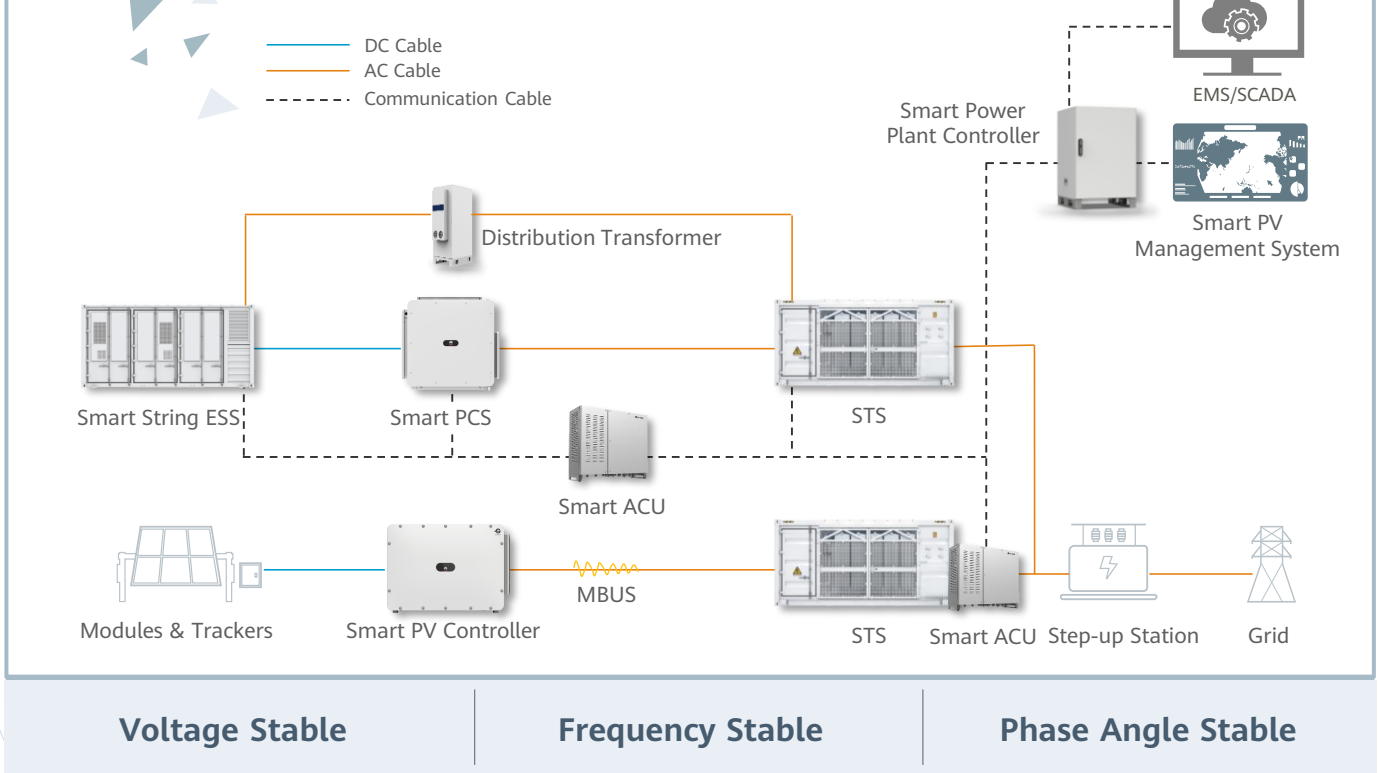 DC Cable
AC Cable
Communication Cable
EMS/SCADA
Smart Power
Plant Controller
Smart PV
Management System
Distribution Transformer
Smart String ESS
Smart PCS
STS
Smart ACU
MBUS
Modules & Trackers
Smart PV Controller
STS
Smart ACU
Step-up Station
Grid
Voltage Stable
Frequency Stable
Phase Angle Stable